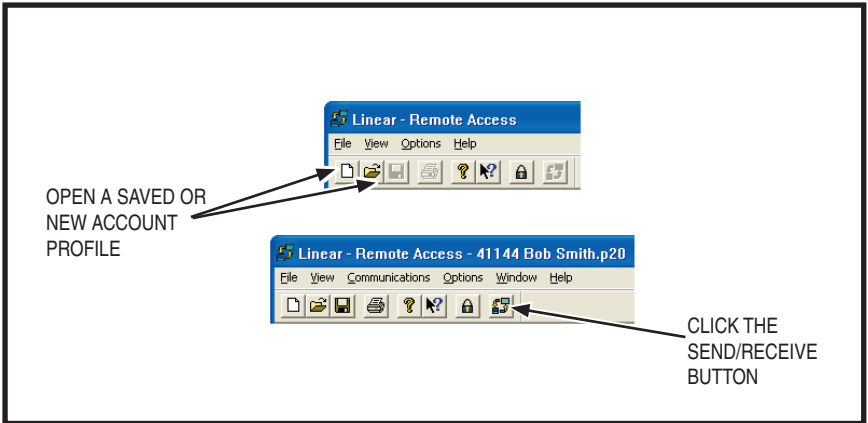 Linear - Remote Access
File View Options Help
OPEN A SAVED OR
NEW ACCOUNT
PROFILE
Linear - Remote Access - 41144 Bob Smith.p20
File View Communications Options Window Help
CLICK THE
SEND/RECEIVE
BUTTON